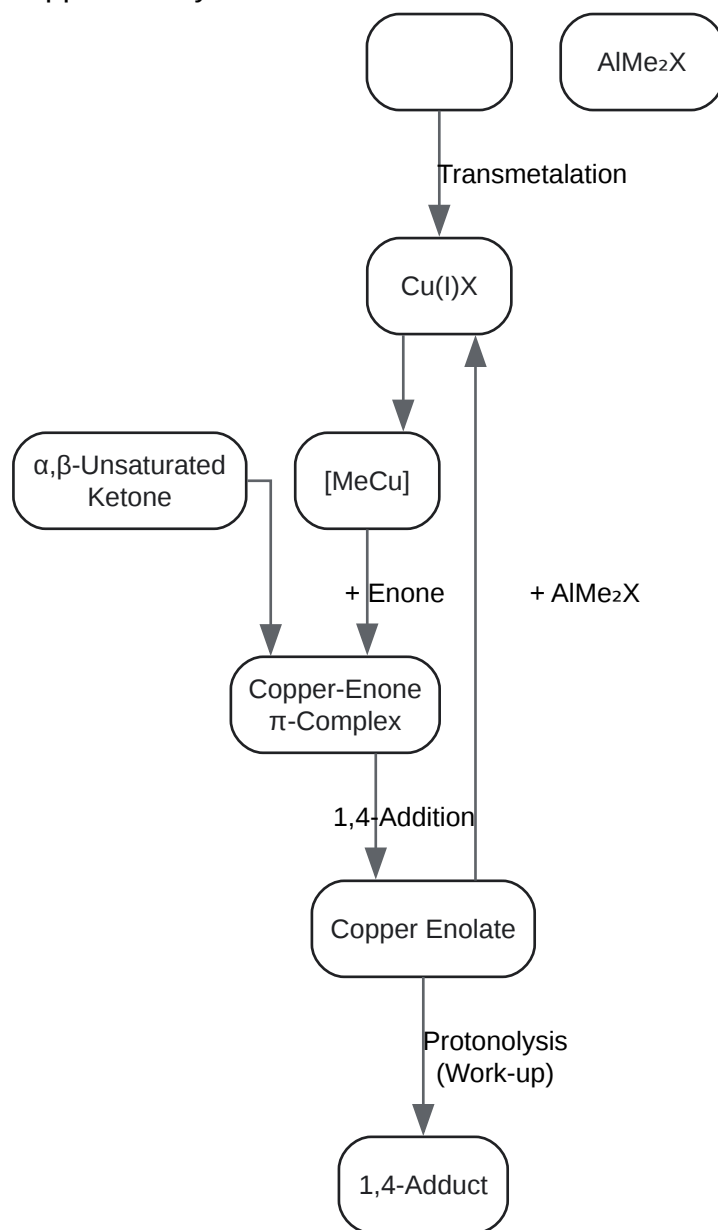 AlMe₂X
Transmetalation
Cu(I)X
α,β-Unsaturated
Ketone
[MeCu]
+ Enone
+ AlMe₂X
Copper-Enone
π-Complex
1,4-Addition
Copper Enolate
Protonolysis
(Work-up)
1,4-Adduct